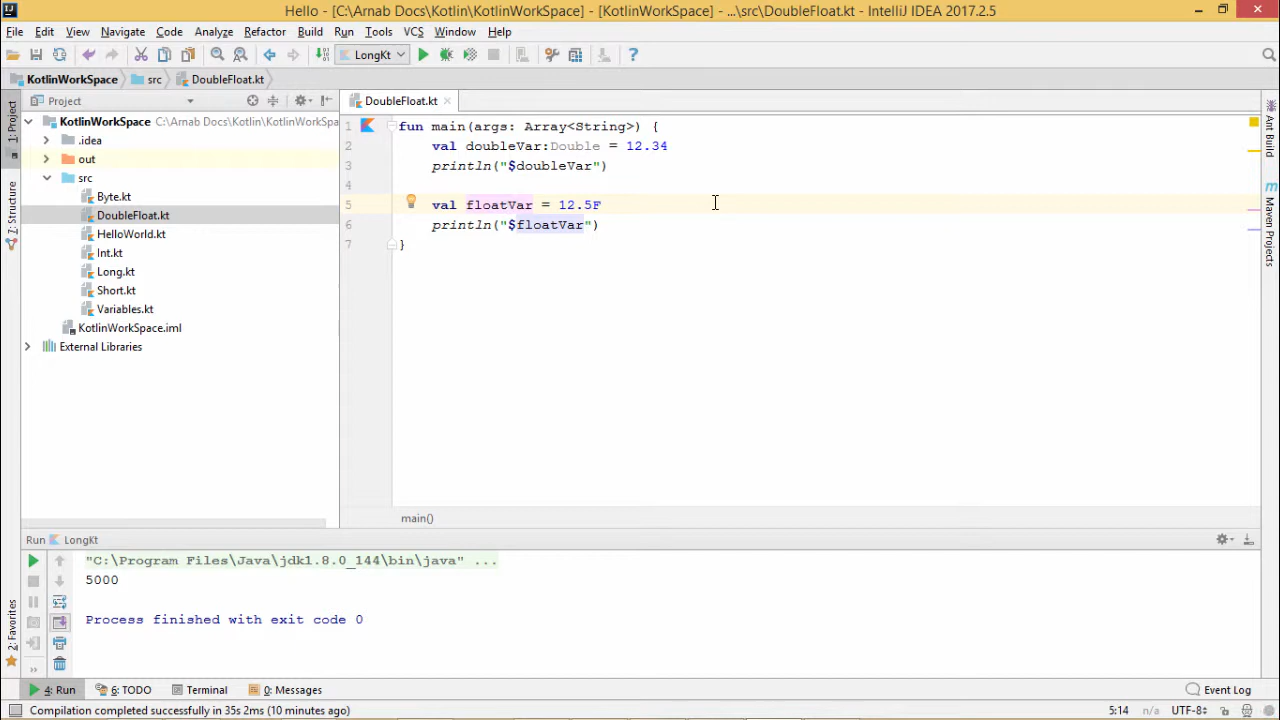 Hello - [C:\Arnab Docs\Kotlin\KotlinWorkSpace] - [KotlinWorkSpace] - ...\src\DoubleFloat.kt - IntelliJ IDEA 2017.2.5
File Edit View Navigate Code Analyze Refactor Build Run Tools VCS Window Help
LongKt
KotlinWorkSpace src DoubleFloat.kt
Project
DoubleFloat.kt
1: Project
2: Structure
2: Favorites
Ant Build
Maven Projects
KotlinWorkSpace C:\Arnab Docs\Kotlin\KotlinWorkSpa
.idea
out
src
Byte.kt
DoubleFloat.kt
HelloWorld.kt
Int.kt
Long.kt
Short.kt
Variables.kt
KotlinWorkSpace.iml
External Libraries
1 fun main(args: Array<String>) {
2 val doubleVar:Double = 12.34
3 println("$doubleVar")
4
5 val floatVar = 12.5F
6 println("$floatVar")
7 }
main()
Run LongKt
"C:\Program Files\Java\jdk1.8.0_144\bin\java" ...
5000
Process finished with exit code 0
4: Run 6: TODO Terminal 0: Messages Event Log
Compilation completed successfully in 35s 2ms (10 minutes ago) 5:14 n/a UTF-8